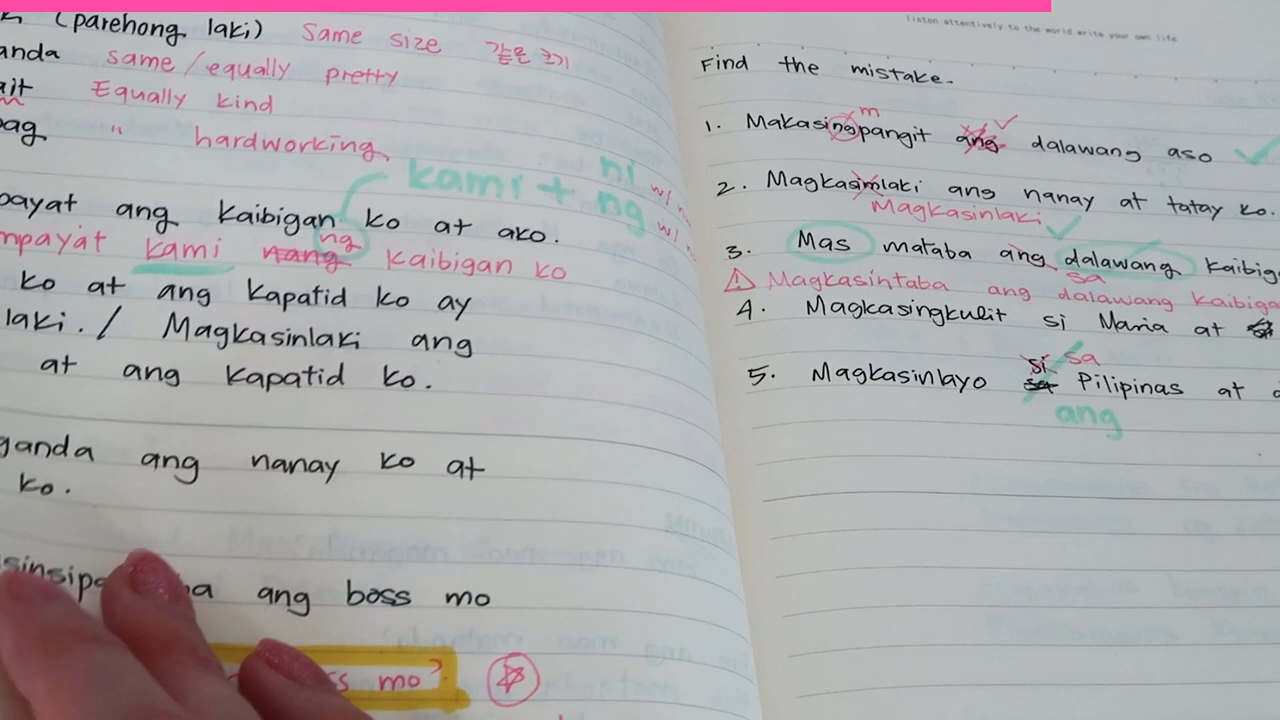 (parehong laki) Same size 같은 크기
anda same/equally pretty
ait Equally kind
pag " hardworking
kami + ni ng w/ w/
payat ang kaibigan ko at ako.
ng
mpayat kami nang kaibigan ko
ko at ang kapatid ko ay
laki. / Magkasinlaki ang
at ang kapatid ko.
ganda ang nanay ko at
ko.
ang boss mo
mo?
listen attentively to the world write your own life
Find the mistake.
m
1. Makasingpangit ang dalawang aso
2. Magkasimlaki ang nanay at tatay ko.
Magkasinlaki
3. Mas mataba ang dalawang kaibig
sa
Magkasintaba ang dalawang kaibiga
4. Magkasingkulit si Maria at
si sa
5. Magkasinlayo sa Pilipinas at
ang